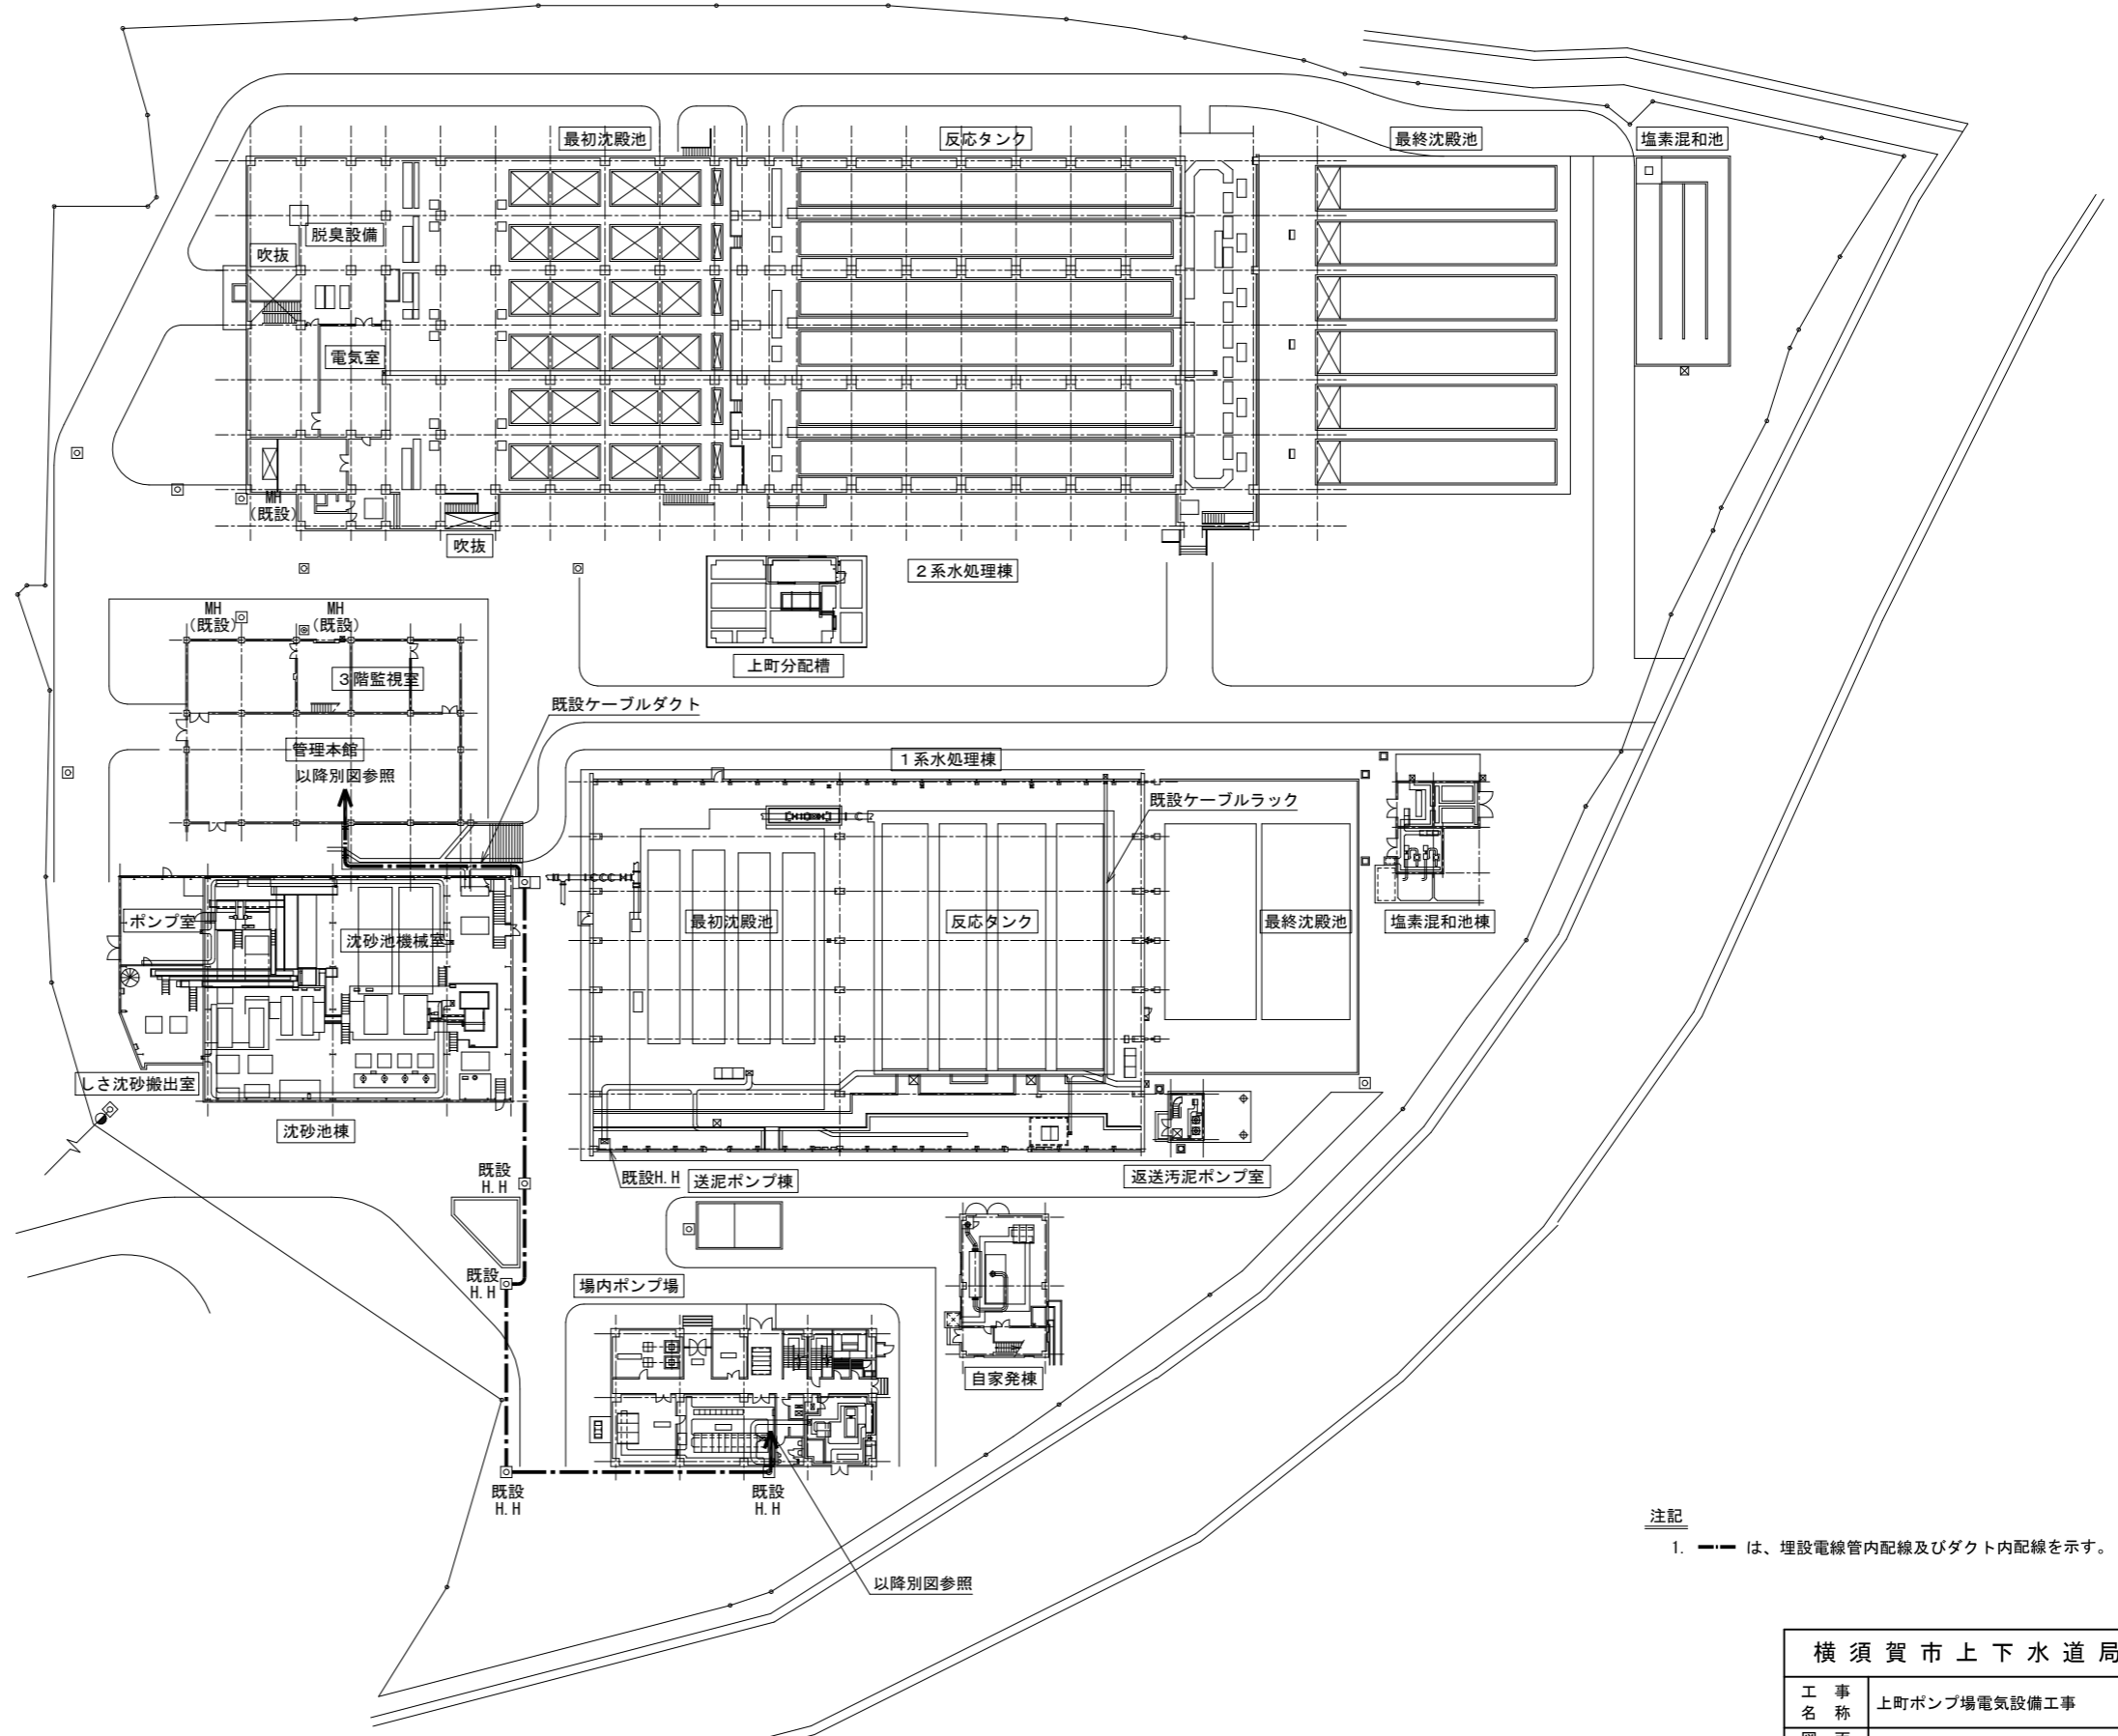 最初沈殿池
反応タンク
最終沈殿池
塩素混和池
脱臭設備
吹抜
電気室
MH
(既設)
吹抜
2系水処理棟
上町分配槽
MH
(既設)
MH
(既設)
3階監視室
既設ケーブルダクト
管理本館
以降別図参照
1系水処理棟
既設ケーブルラック
ポンプ室
沈砂池機械室
最初沈殿池
反応タンク
最終沈殿池
塩素混和池棟
しさ沈砂搬出室
沈砂池棟
既設
H.H
既設H.H
送泥ポンプ棟
返送汚泥ポンプ室
既設
H.H
場内ポンプ場
自家発棟
既設
H.H
既設
H.H
以降別図参照
注記
1. は、埋設電線管内配線及びダクト内配線を示す。
横須賀市上下水道局
工事
名称
上町ポンプ場電気設備工事